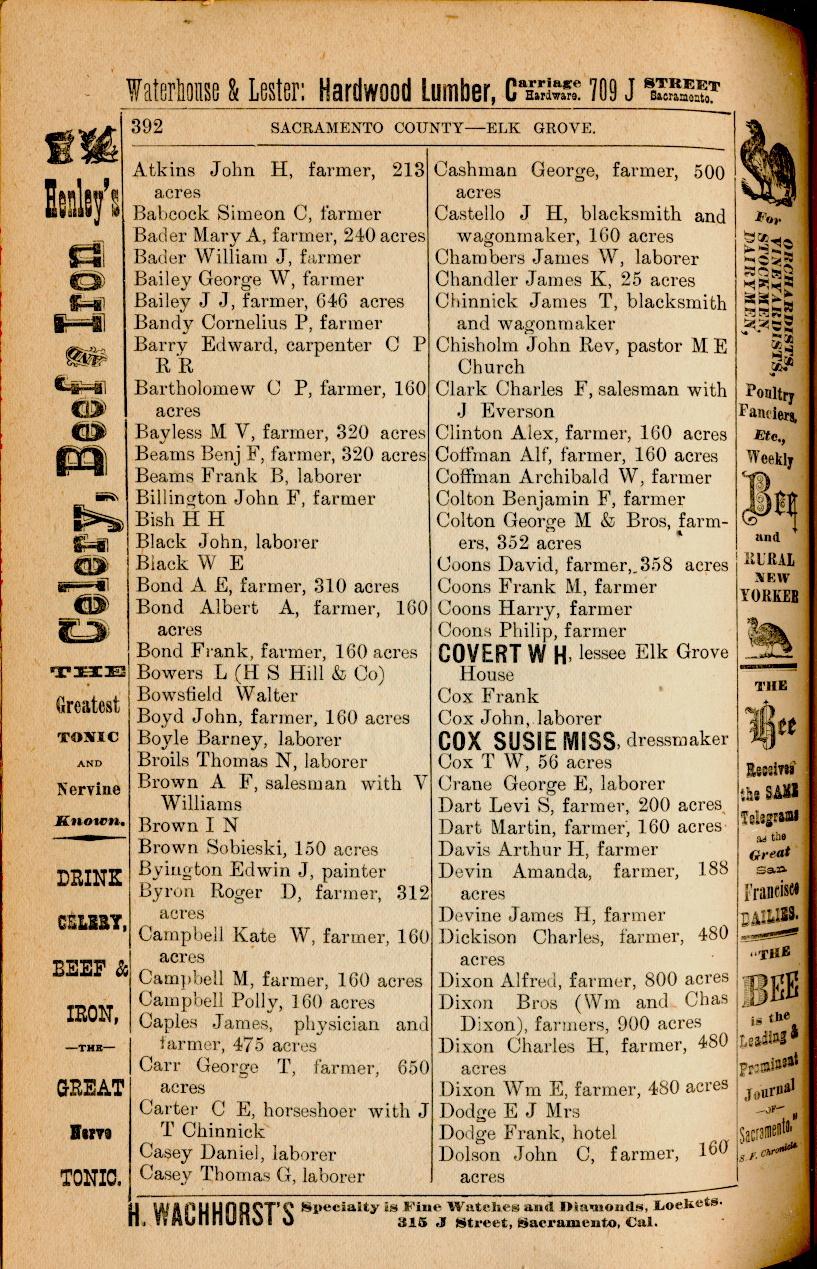 Waterhouse & Lester: Hardwood Lumber, Carriage Hardware. 709 J STREET Sacramento.
392 SACRAMENTO COUNTY—ELK GROVE.
Henley's
Celery, Beef and Iron
THE
Greatest
TONIC
AND
Nervine
Known.
DRINK
CELERY,
BEEF &
IRON,
—THE—
GREAT
Nerve
TONIC.
Atkins John H, farmer, 213
acres
Babcock Simeon C, farmer
Bader Mary A, farmer, 240 acres
Bader William J, farmer
Bailey George W, farmer
Bailey J J, farmer, 646 acres
Bandy Cornelius P, farmer
Barry Edward, carpenter C P
R R
Bartholomew C P, farmer, 160
acres
Bayless M V, farmer, 320 acres
Beams Benj F, farmer, 320 acres
Beams Frank B, laborer
Billington John F, farmer
Bish H H
Black John, laborer
Black W E
Bond A E, farmer, 310 acres
Bond Albert A, farmer, 160
acres
Bond Frank, farmer, 160 acres
Bowers L (H S Hill & Co)
Bowsfield Walter
Boyd John, farmer, 160 acres
Boyle Barney, laborer
Broils Thomas N, laborer
Brown A F, salesman with V
Williams
Brown I N
Brown Sobieski, 150 acres
Byington Edwin J, painter
Byron Roger D, farmer, 312
acres
Campbell Kate W, farmer, 160
acres
Campbell M, farmer, 160 acres
Campbell Polly, 160 acres
Caples James, physician and
farmer, 475 acres
Carr George T, farmer, 650
acres
Carter C E, horseshoer with J
T Chinnick
Casey Daniel, laborer
Casey Thomas G, laborer
Cashman George, farmer, 500
acres
Castello J H, blacksmith and
wagonmaker, 160 acres
Chambers James W, laborer
Chandler James K, 25 acres
Chinnick James T, blacksmith
and wagonmaker
Chisholm John Rev, pastor M E
Church
Clark Charles F, salesman with
J Everson
Clinton Alex, farmer, 160 acres
Coffman Alf, farmer, 160 acres
Coffman Archibald W, farmer
Colton Benjamin F, farmer
Colton George M & Bros, farm-
ers, 352 acres
Coons David, farmer, 358 acres
Coons Frank M, farmer
Coons Harry, farmer
Coons Philip, farmer
COVERT W H, lessee Elk Grove
House
Cox Frank
Cox John, laborer
COX SUSIE MISS, dressmaker
Cox T W, 56 acres
Crane George E, laborer
Dart Levi S, farmer, 200 acres
Dart Martin, farmer, 160 acres
Davis Arthur H, farmer
Devin Amanda, farmer, 188
acres
Devine James H, farmer
Dickison Charles, farmer, 480
acres
Dixon Alfred, farmer, 800 acres
Dixon Bros (Wm and Chas
Dixon), farmers, 900 acres
Dixon Charles H, farmer, 480
acres
Dixon Wm E, farmer, 480 acres
Dodge E J Mrs
Dodge Frank, hotel
Dolson John C, farmer, 160
acres
For
ORCHARDISTS,
VINEYARDISTS,
STOCKMEN,
DAIRYMEN,
Poultry
Fanciers,
Etc.,
Weekly
Bee
and
RURAL
NEW
YORKER
THE
Bee
Receives
the SAME
Telegrams
as the
Great
San
Francisco
DAILIES.
"THE
BEE
is the
Leading &
Prominent
Journal
—OF—
Sacramento."
S. F. Chronicle.
H. WACHHORST'S Specialty is Fine Watches and Diamonds, Lockets.
315 J Street, Sacramento, Cal.